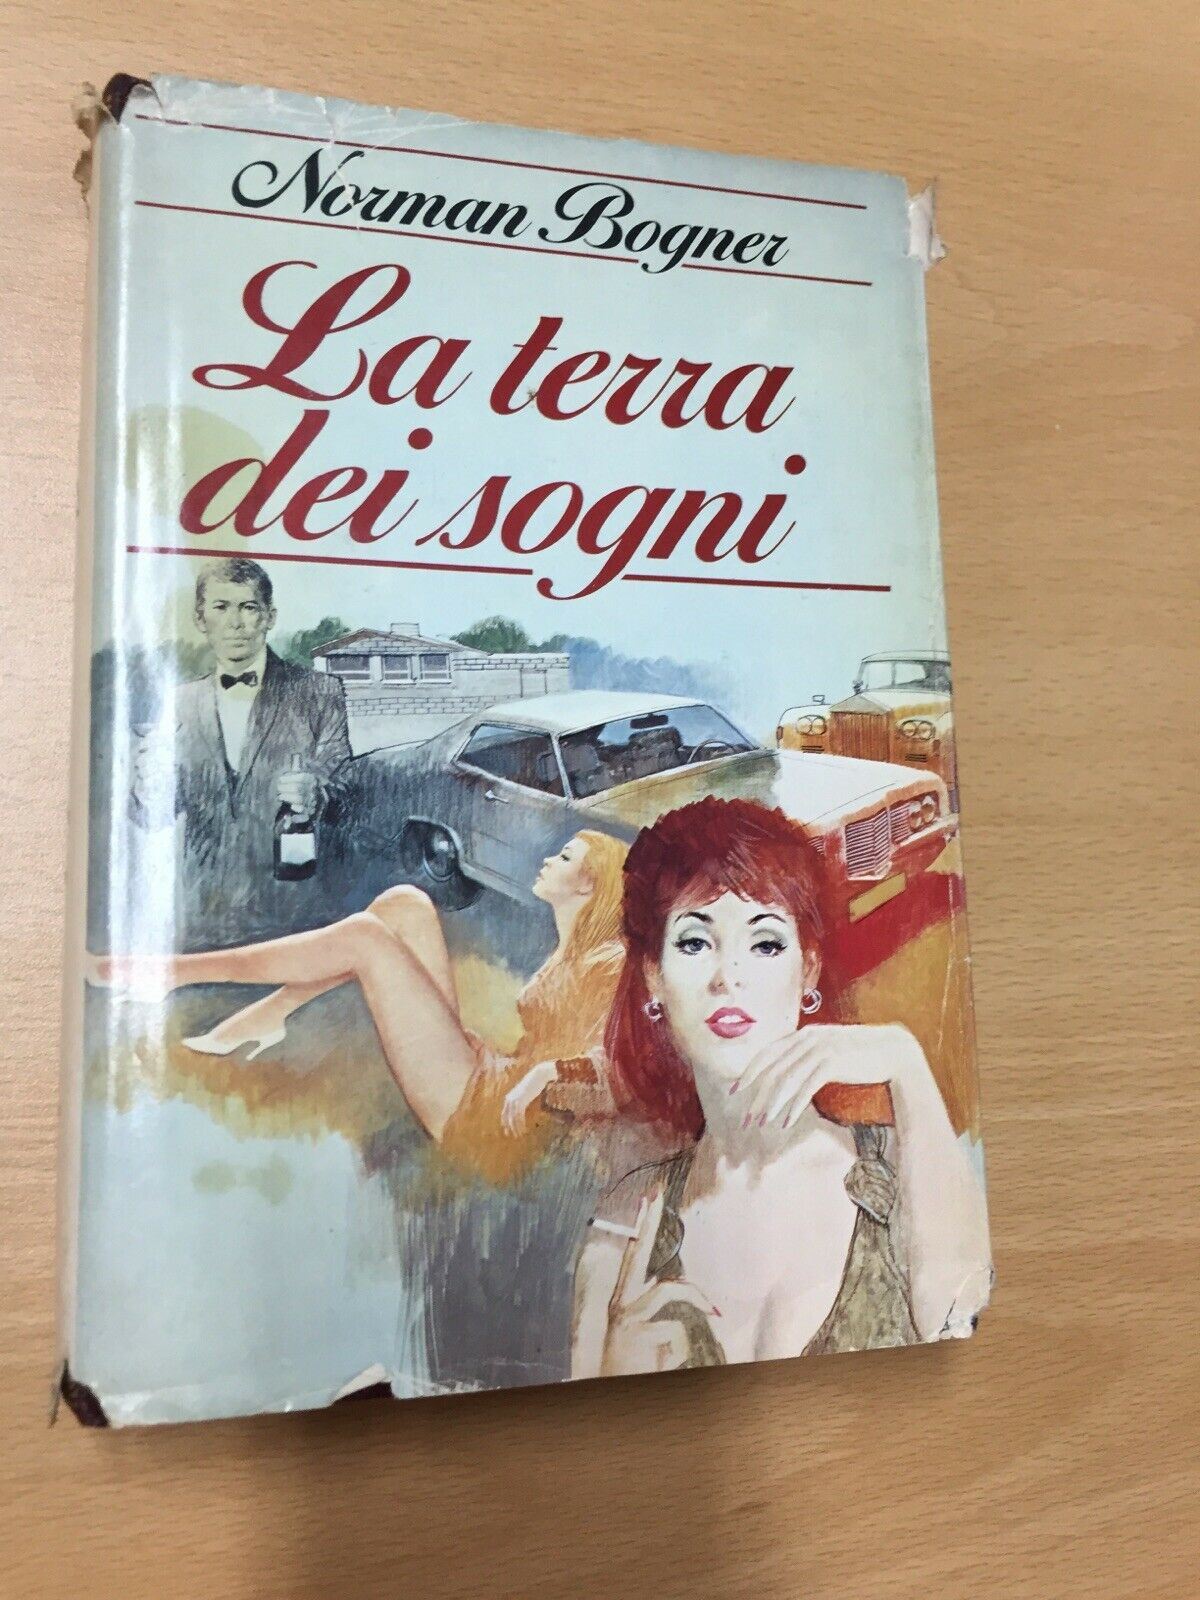 Norman Bogner
La terra
dei sogni